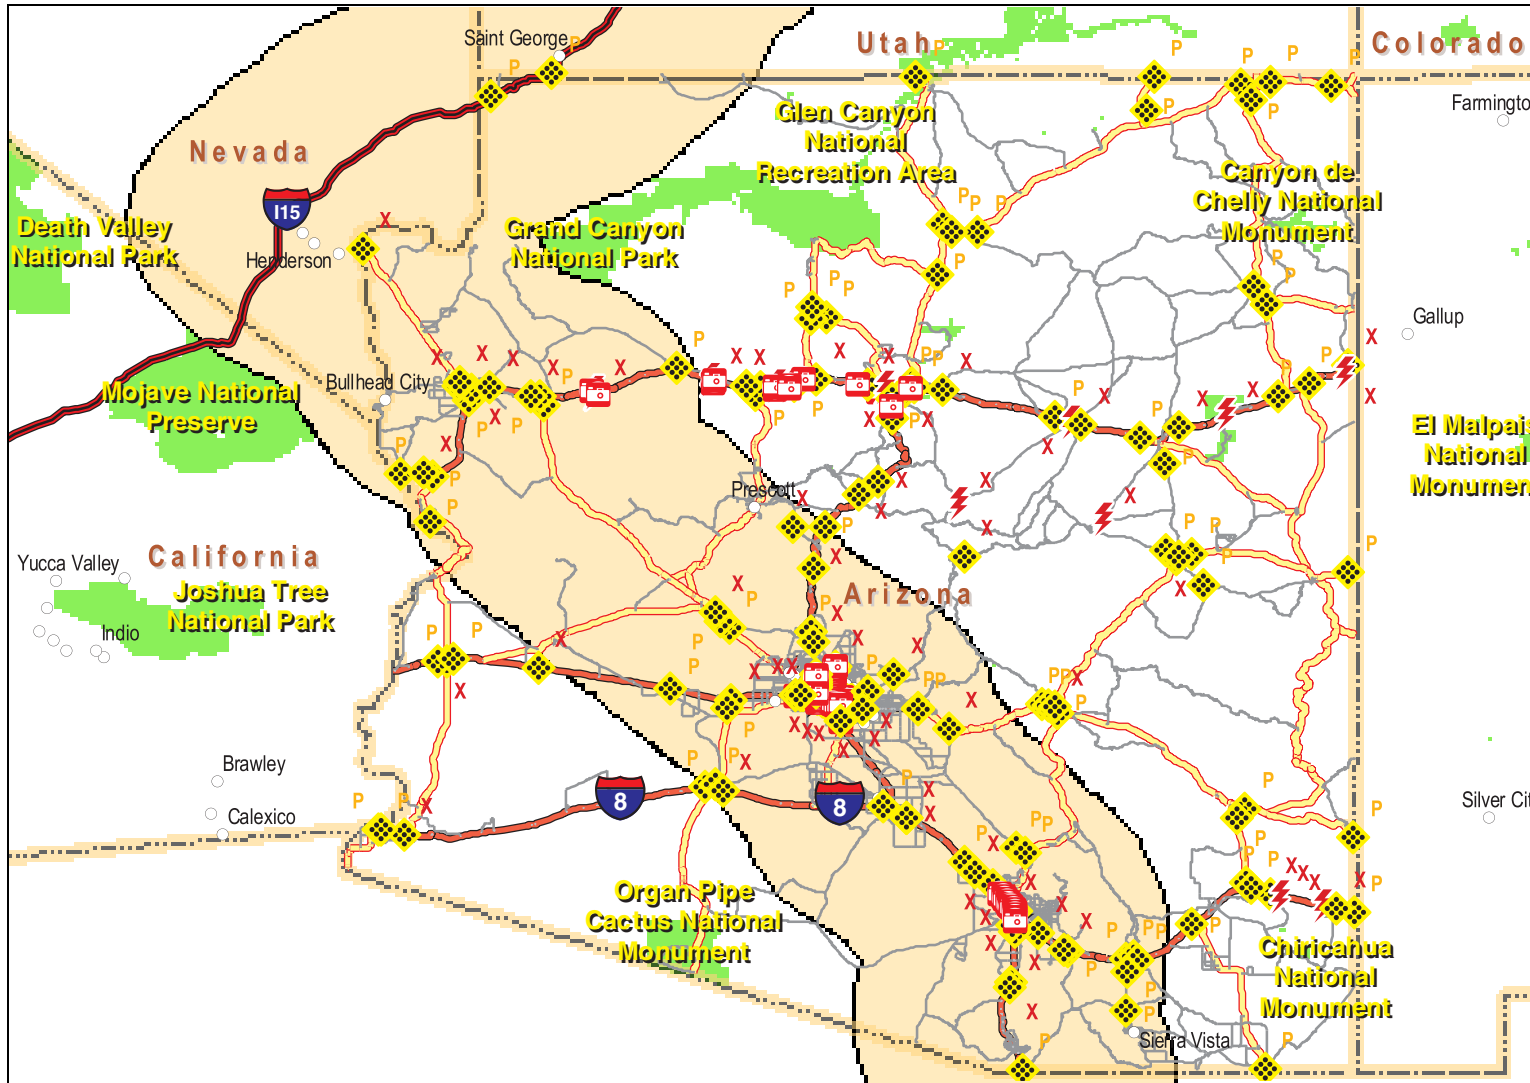 Saint George
Utah
Colorado
Farmingto
Glen Canyon
National
Recreation Area
Nevada
Canyon de
Chelly National
Monument
I15
Death Valley
National Park
Grand Canyon
National Park
Henderson
Gallup
Mojave National
Preserve
Bullhead City
El Malpais
National
Monumen
Prescott
California
Yucca Valley
Joshua Tree
National Park
Indio
Arizona
Brawley
Calexico
8
8
Silver Cit
Organ Pipe
Cactus National
Monument
Chiricahua
National
Monument
Sierra Vista